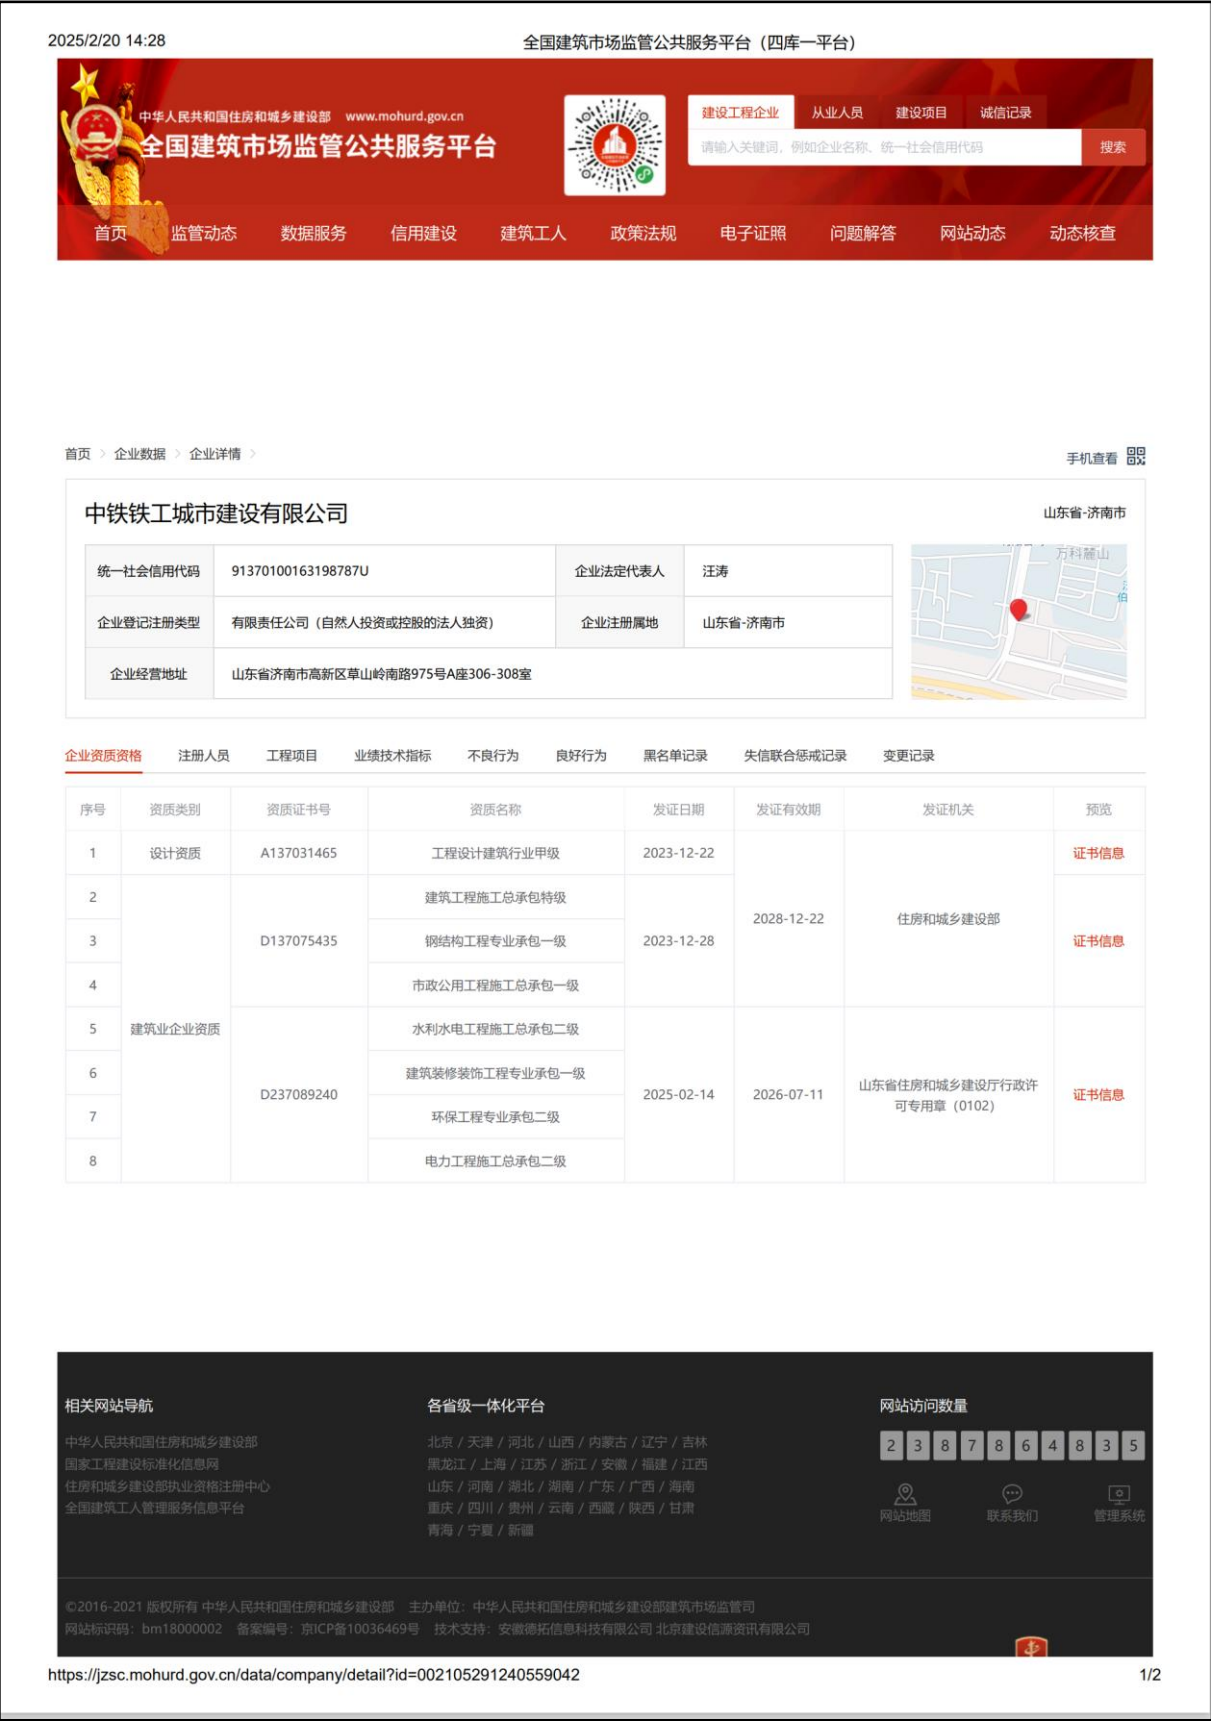 2025/2/20 14:28
全国建筑市场监管公共服务平台（四库一平台）
中华人民共和国住房和城乡建设部 www.mohurd.gov.cn
全国建筑市场监管公共服务平台
建设工程企业 从业人员 建设项目 诚信记录
请输入关键词，例如企业名称、统一社会信用代码 搜索
首页 监管动态 数据服务 信用建设 建筑工人 政策法规 电子证照 问题解答 网站动态 动态核查
首页 > 企业数据 > 企业详情 >
手机查看
中铁铁工城市建设有限公司
山东省-济南市
统一社会信用代码 91370100163198787U 企业法定代表人 汪涛
企业登记注册类型 有限责任公司（自然人投资或控股的法人独资） 企业注册属地 山东省-济南市
企业经营地址 山东省济南市高新区草山岭南路975号A座306-308室
万科麓山
企业资质资格 注册人员 工程项目 业绩技术指标 不良行为 良好行为 黑名单记录 失信联合惩戒记录 变更记录
序号 资质类别 资质证书号 资质名称 发证日期 发证有效期 发证机关 预览
1 设计资质 A137031465 工程设计建筑行业甲级 2023-12-22 证书信息
2 建筑工程施工总承包特级
2028-12-22 住房和城乡建设部
3 D137075435 钢结构工程专业承包一级 2023-12-28 证书信息
4 市政公用工程施工总承包一级
5 建筑业企业资质 水利水电工程施工总承包二级
6 建筑装修装饰工程专业承包一级
D237089240 2025-02-14 2026-07-11 山东省住房和城乡建设厅行政许
可专用章（0102） 证书信息
7 环保工程专业承包二级
8 电力工程施工总承包二级
相关网站导航
中华人民共和国住房和城乡建设部
国家工程建设标准化信息网
住房和城乡建设部执业资格注册中心
全国建筑工人管理服务信息平台
各省级一体化平台
北京 / 天津 / 河北 / 山西 / 内蒙古 / 辽宁 / 吉林
黑龙江 / 上海 / 江苏 / 浙江 / 安徽 / 福建 / 江西
山东 / 河南 / 湖北 / 湖南 / 广东 / 广西 / 海南
重庆 / 四川 / 贵州 / 云南 / 西藏 / 陕西 / 甘肃
青海 / 宁夏 / 新疆
网站访问数量
2 3 8 7 8 6 4 8 3 5
网站地图 联系我们 管理系统
©2016-2021 版权所有 中华人民共和国住房和城乡建设部 主办单位：中华人民共和国住房和城乡建设部建筑市场监管司
网站标识码：bm18000002 备案编号：京ICP备10036469号 技术支持：安徽德拓信息科技有限公司 北京建设信源资讯有限公司
https://jzsc.mohurd.gov.cn/data/company/detail?id=002105291240559042
1/2